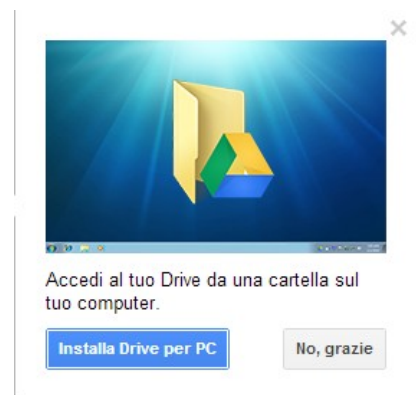 Accedi al tuo Drive da una cartella sul
tuo computer.
Installa Drive per PC
No, grazie